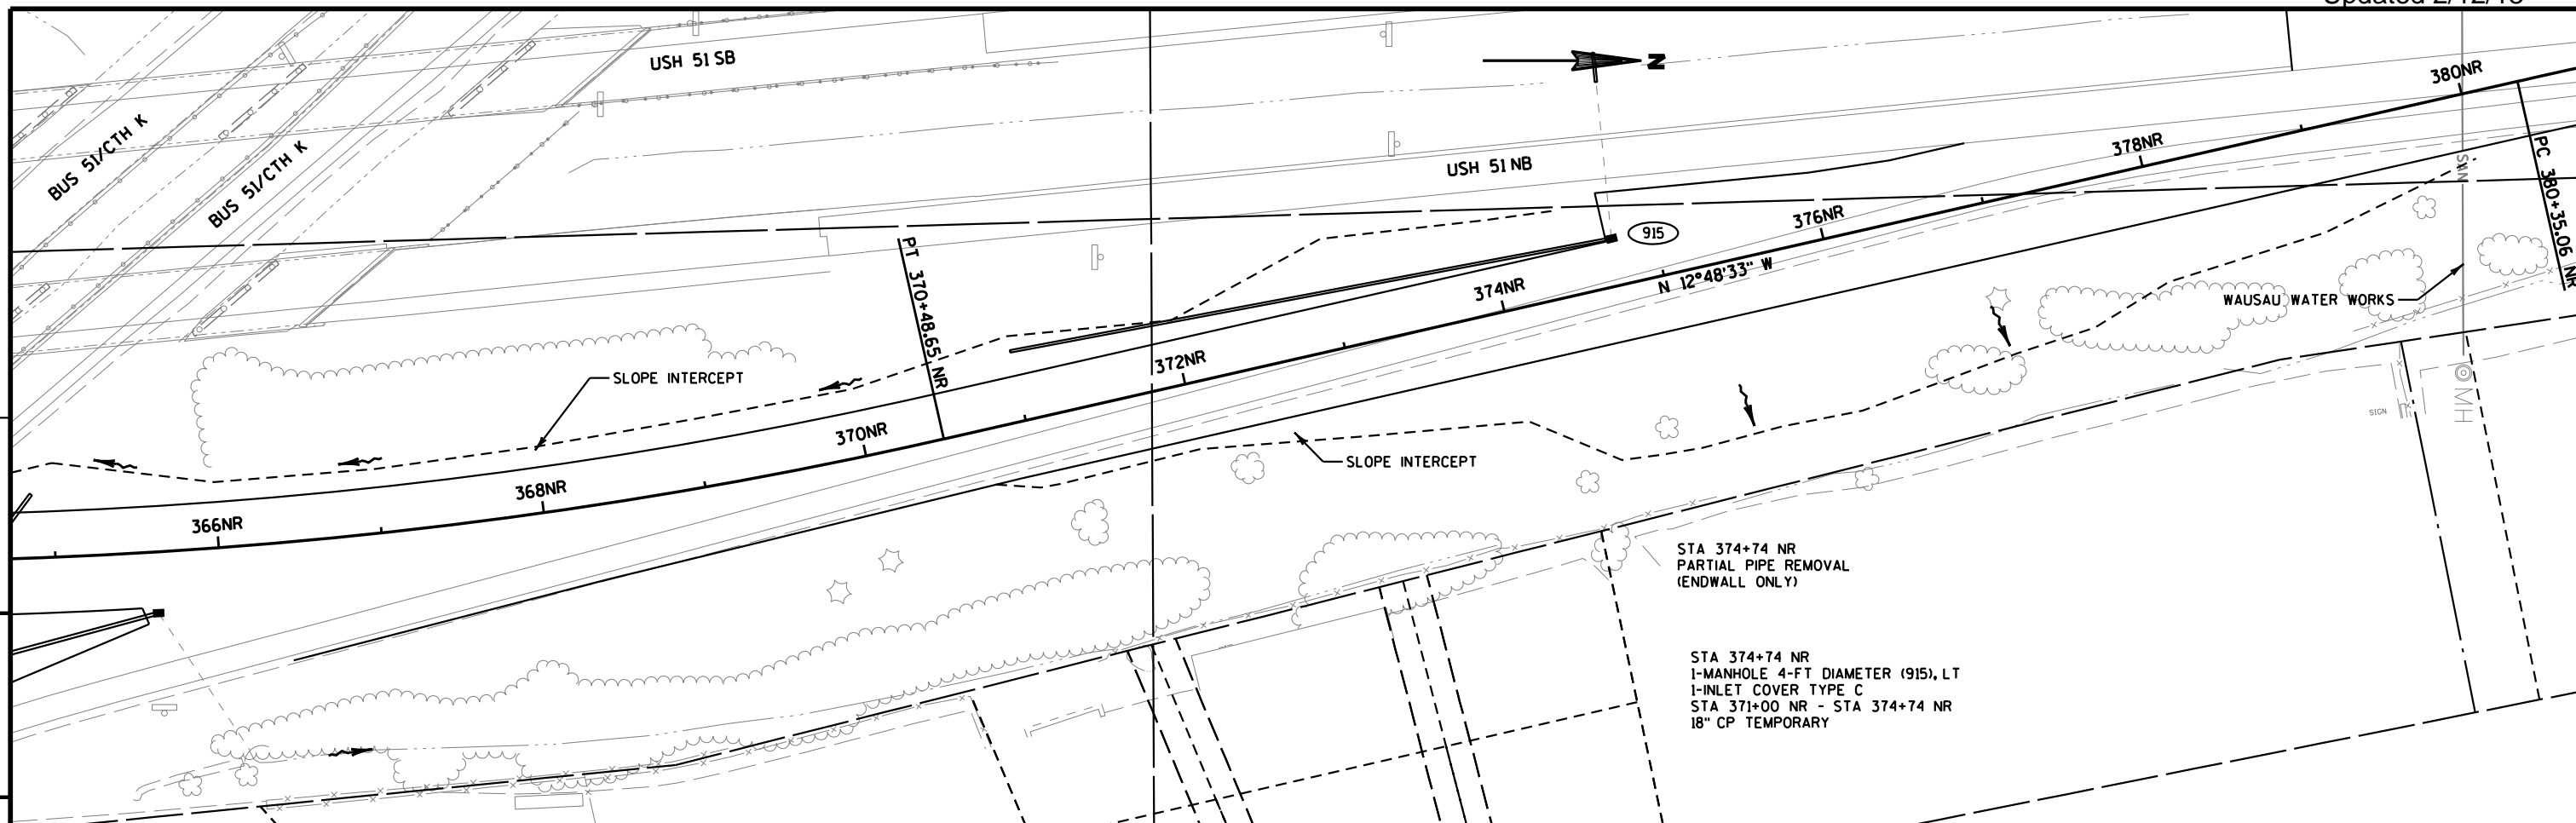 USH 51 SB
N
380NR
BUS 51/CTH K
BUS 51/CTH K
USH 51 NB
378NR
SWN
PC 380+35.06 NR
376NR
915
PT 370+48.65 NR
N 12°48'33" W
374NR
WAUSAU WATER WORKS
372NR
SLOPE INTERCEPT
MH
SIGN
370NR
SLOPE INTERCEPT
368NR
366NR
STA 374+74 NR
PARTIAL PIPE REMOVAL
(ENDWALL ONLY)
STA 374+74 NR
1-MANHOLE 4-FT DIAMETER (915), LT
1-INLET COVER TYPE C
STA 371+00 NR - STA 374+74 NR
18" CP TEMPORARY